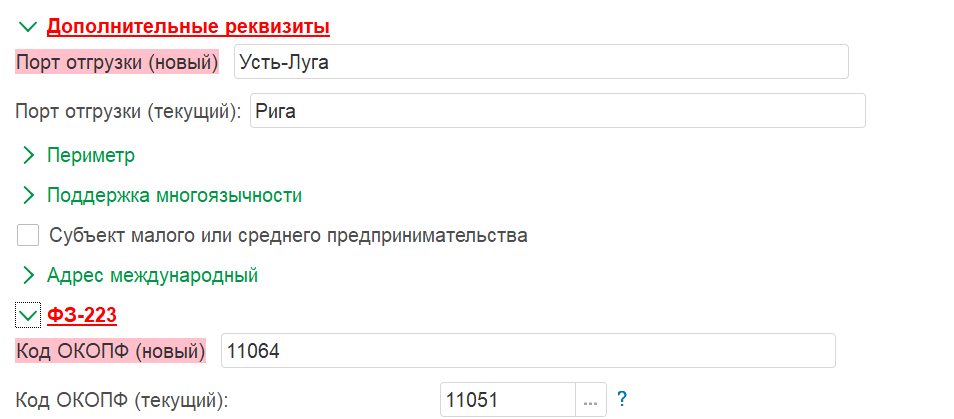 Дополнительные реквизиты
Порт отгрузки (новый) Усть-Луга
Порт отгрузки (текущий): Рига
Периметр
Поддержка многоязычности
Субъект малого или среднего предпринимательства
Адрес международный
ФЗ-223
Код ОКОПФ (новый) 11064
Код ОКОПФ (текущий): 11051 ... ?